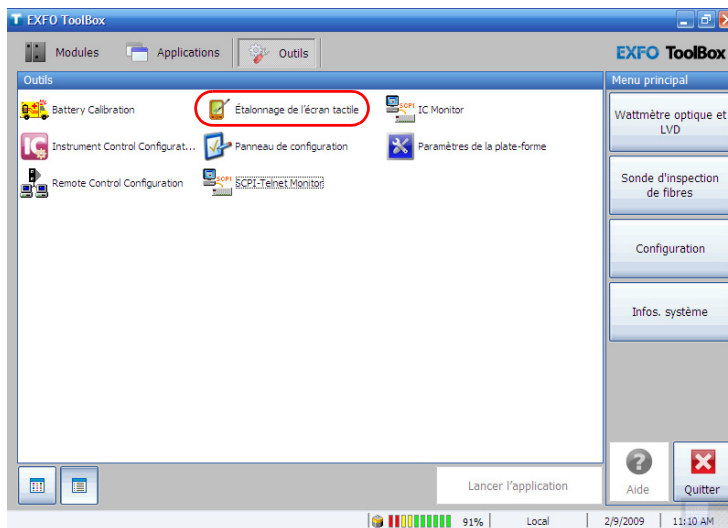 EXFO ToolBox
Modules
Applications
Outils
EXFO ToolBox
Outils
Battery Calibration
Étalonnage de l'écran tactile
IC Monitor
Instrument Control Configurat...
Panneau de configuration
Paramètres de la plate-forme
Remote Control Configuration
SCPI-Telnet Monitor
Menu principal
Wattmètre optique et
LVD
Sonde d'inspection
de fibres
Configuration
Infos. système
Lancer l'application
Aide
Quitter
91%
Local
2/9/2009
11:10 AM